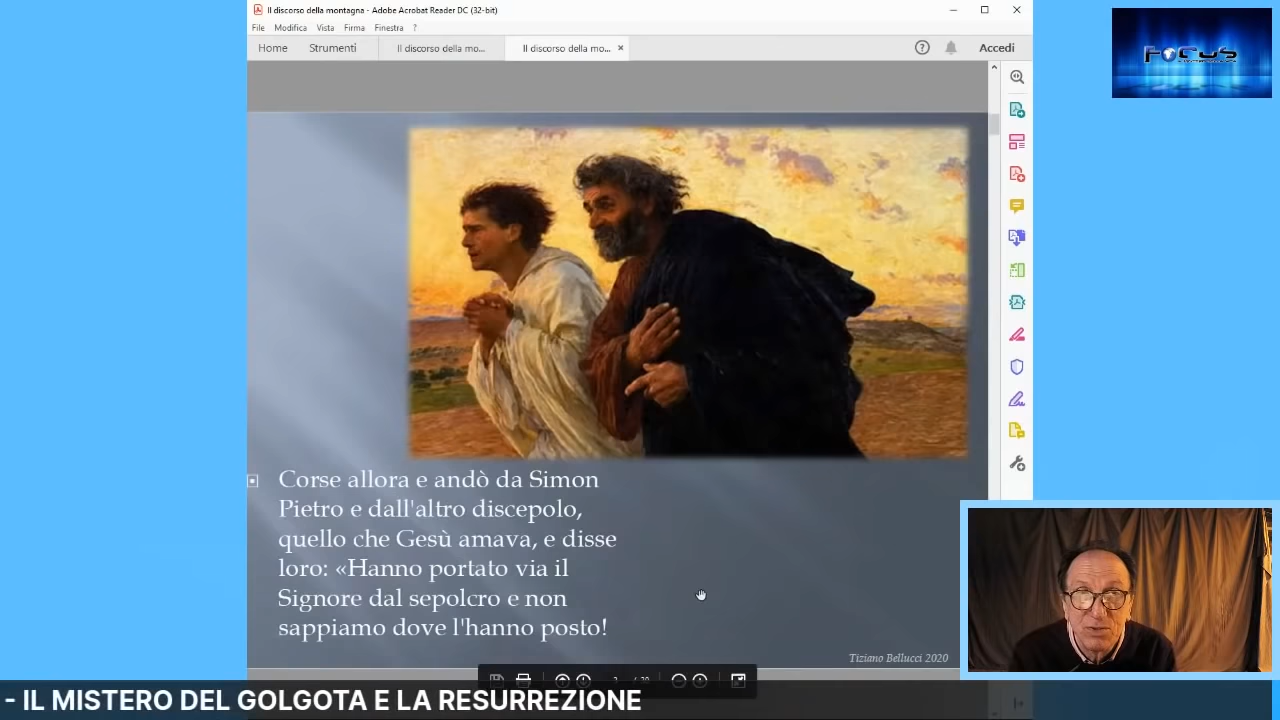 Il discorso della montagna - Adobe Acrobat Reader DC (32-bit)
File Modifica Vista Firma Finestra ?
Home Strumenti Il discorso della mo... Il discorso della mo... × Accedi
FOCUS
Corse allora e andò da Simon
Pietro e dall'altro discepolo,
quello che Gesù amava, e disse
loro: «Hanno portato via il
Signore dal sepolcro e non
sappiamo dove l'hanno posto!
Tiziano Bellucci 2020
- IL MISTERO DEL GOLGOTA E LA RESURREZIONE